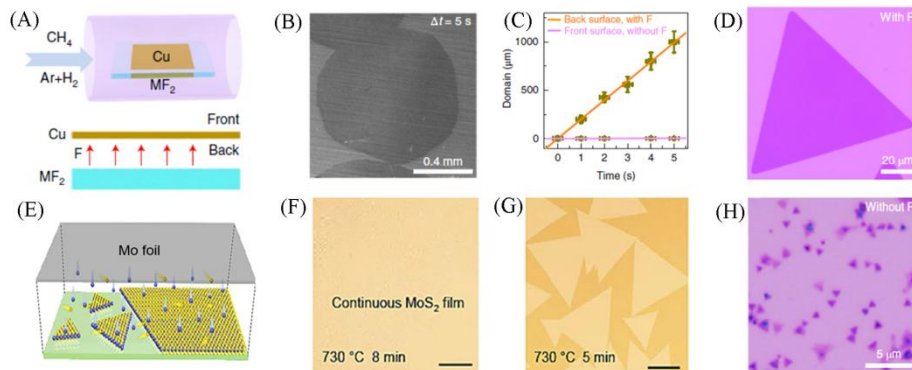 (A)
CH4
Ar+H2
Cu
MF2
Front
Cu
F
Back
MF2
(B)
Δt = 5 s
0.4 mm
(C)
Back surface, with F
Front surface, without F
Domain (μm)
1000
500
0
0 1 2 3 4 5
Time (s)
(D)
With F
20 μm
(E)
Mo foil
(F)
Continuous MoS2 film
730 °C 8 min
(G)
730 °C 5 min
(H)
Without F
5 μm